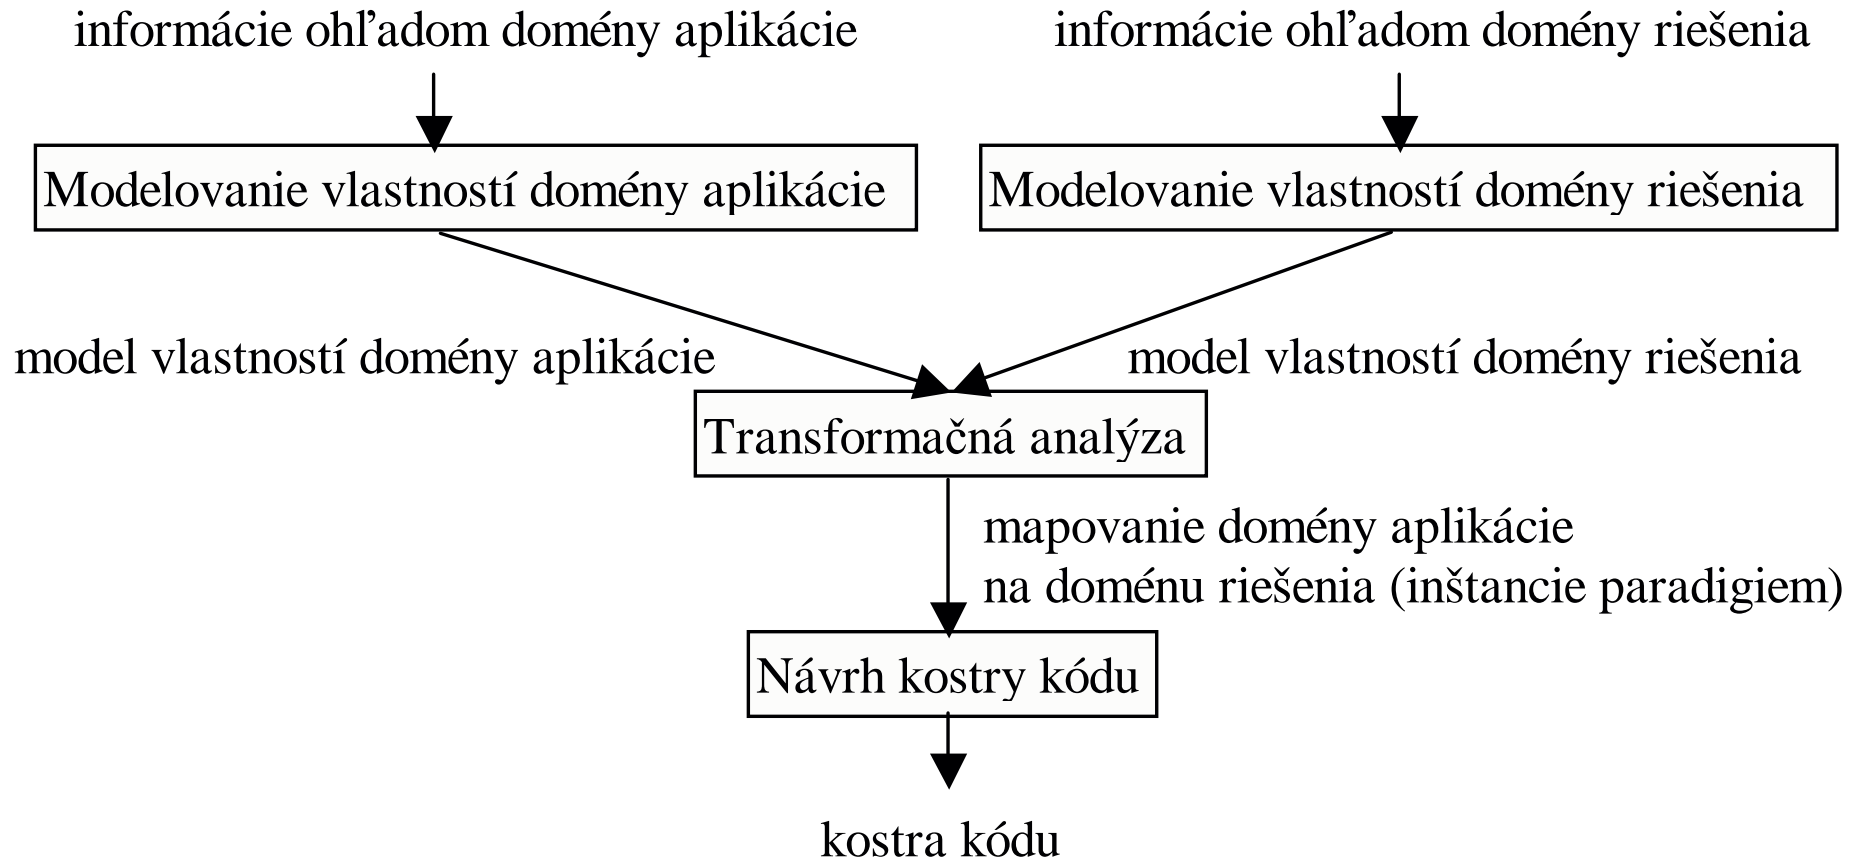 informácie ohľadom domény aplikácie
informácie ohľadom domény riešenia
Modelovanie vlastností domény aplikácie
Modelovanie vlastností domény riešenia
model vlastností domény aplikácie
model vlastností domény riešenia
Transformačná analýza
mapovanie domény aplikácie
na doménu riešenia (inštancie paradigiem)
Návrh kostry kódu
kostra kódu